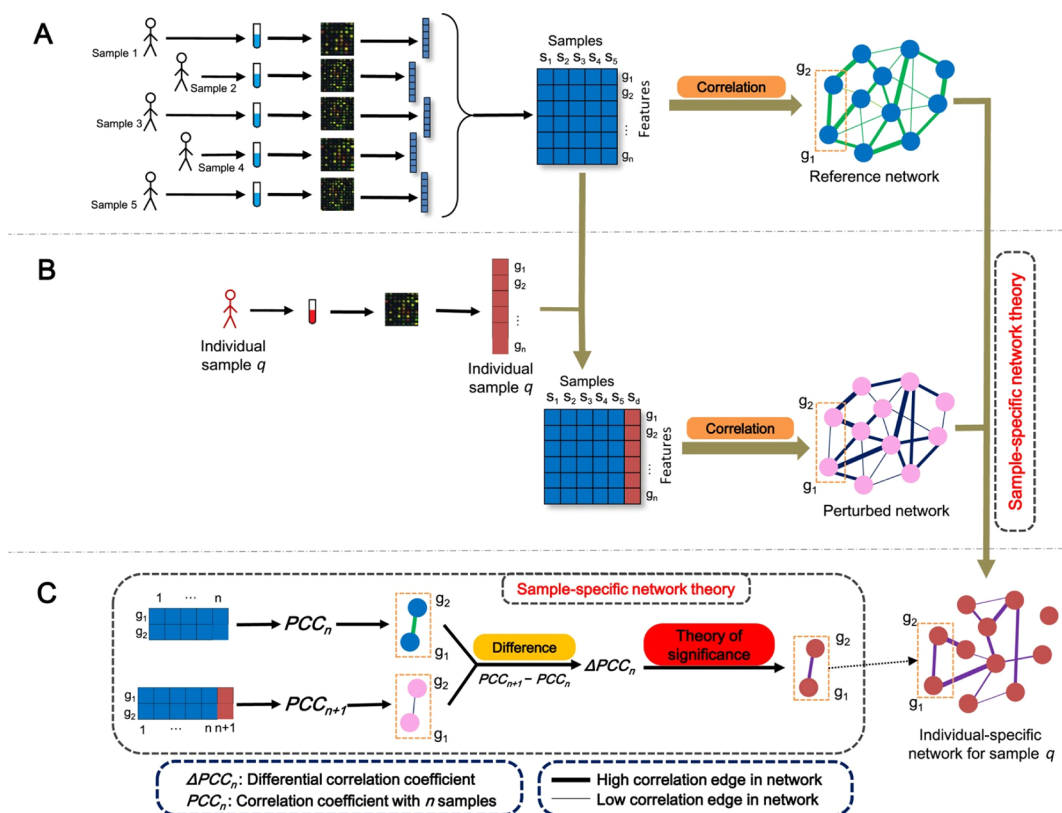 A
Sample 1
Sample 2
Sample 3
Sample 4
Sample 5
Samples
S1 S2 S3 S4 S5
g1
g2
...
gn
Features
Correlation
g2
g1
Reference network
B
Individual
sample q
g1
g2
...
gn
Individual
sample q
Samples
S1 S2 S3 S4 S5 Sd
g1
g2
...
gn
Features
Correlation
g2
g1
Perturbed network
Sample-specific network theory
C
Sample-specific network theory
1 ... n
g1
g2
PCCn
g2
g1
g1
g2
1 ... n n+1
PCCn+1
g2
g1
Difference
PCCn+1 − PCCn
ΔPCCn
Theory of
significance
g2
g1
g2
g1
Individual-specific
network for sample q
ΔPCCn: Differential correlation coefficient
PCCn: Correlation coefficient with n samples
High correlation edge in network
Low correlation edge in network